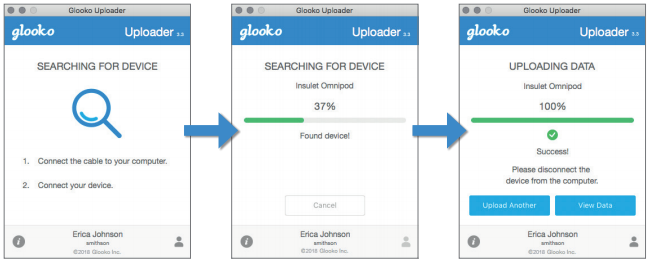 Glooko Uploader
glooko
Uploader 3.3
SEARCHING FOR DEVICE
1. Connect the cable to your computer.
2. Connect your device.
Erica Johnson
smithson
©2016 Glooko Inc.
Glooko Uploader
glooko
Uploader 3.3
SEARCHING FOR DEVICE
Insulet Omnipod
37%
Found device!
Cancel
Erica Johnson
smithson
©2016 Glooko Inc.
Glooko Uploader
glooko
Uploader 3.3
UPLOADING DATA
Insulet Omnipod
100%
Success!
Please disconnect the
device from the computer.
Upload Another
View Data
Erica Johnson
smithson
©2016 Glooko Inc.